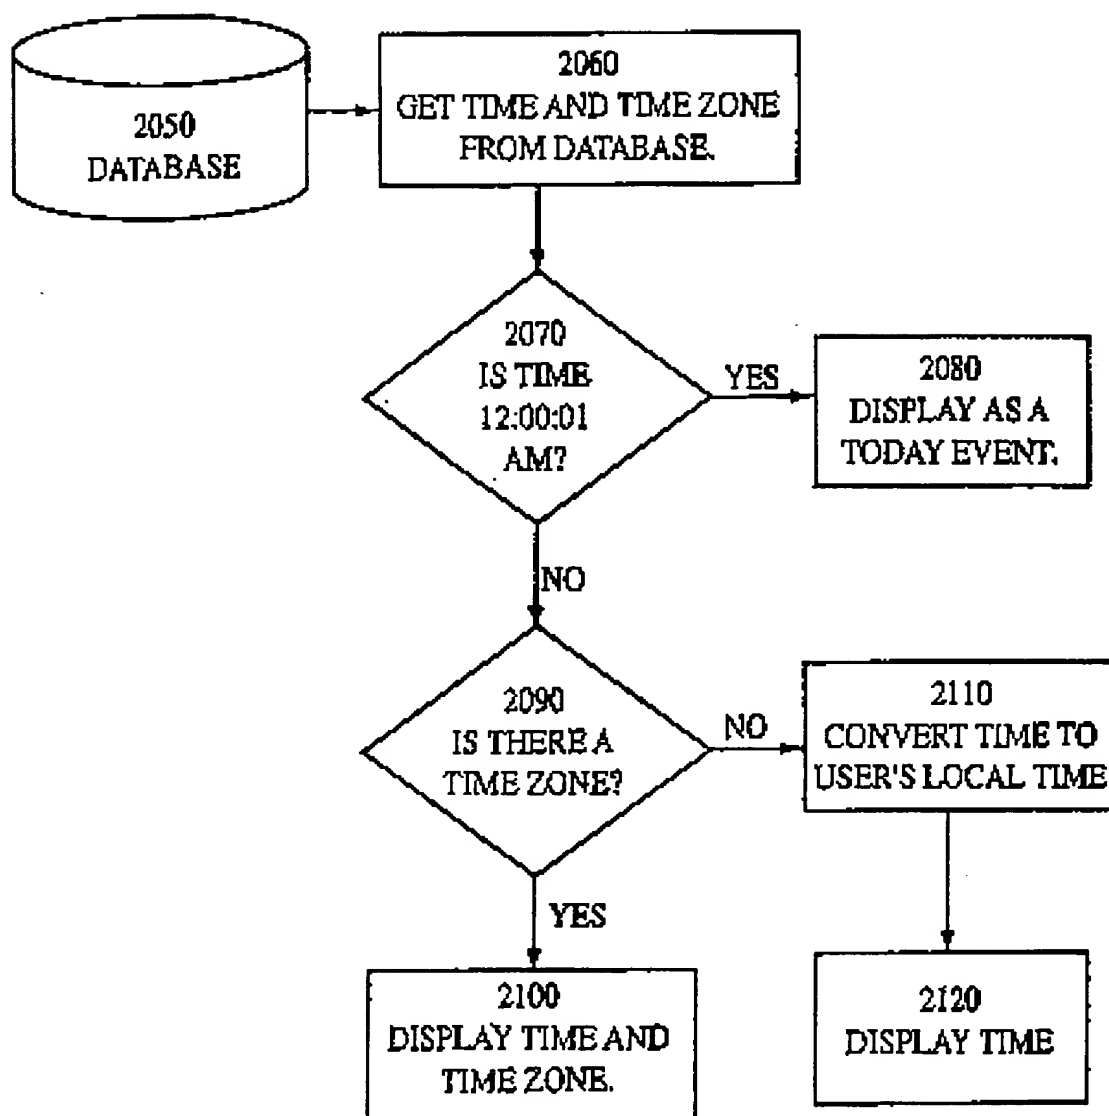 2050
DATABASE
2060
GET TIME AND TIME ZONE
FROM DATABASE.
2070
IS TIME
12:00:01
AM?
YES
2080
DISPLAY AS A
TODAY EVENT.
NO
2090
IS THERE A
TIME ZONE?
NO
2110
CONVERT TIME TO
USER'S LOCAL TIME
YES
2100
DISPLAY TIME AND
TIME ZONE.
2120
DISPLAY TIME